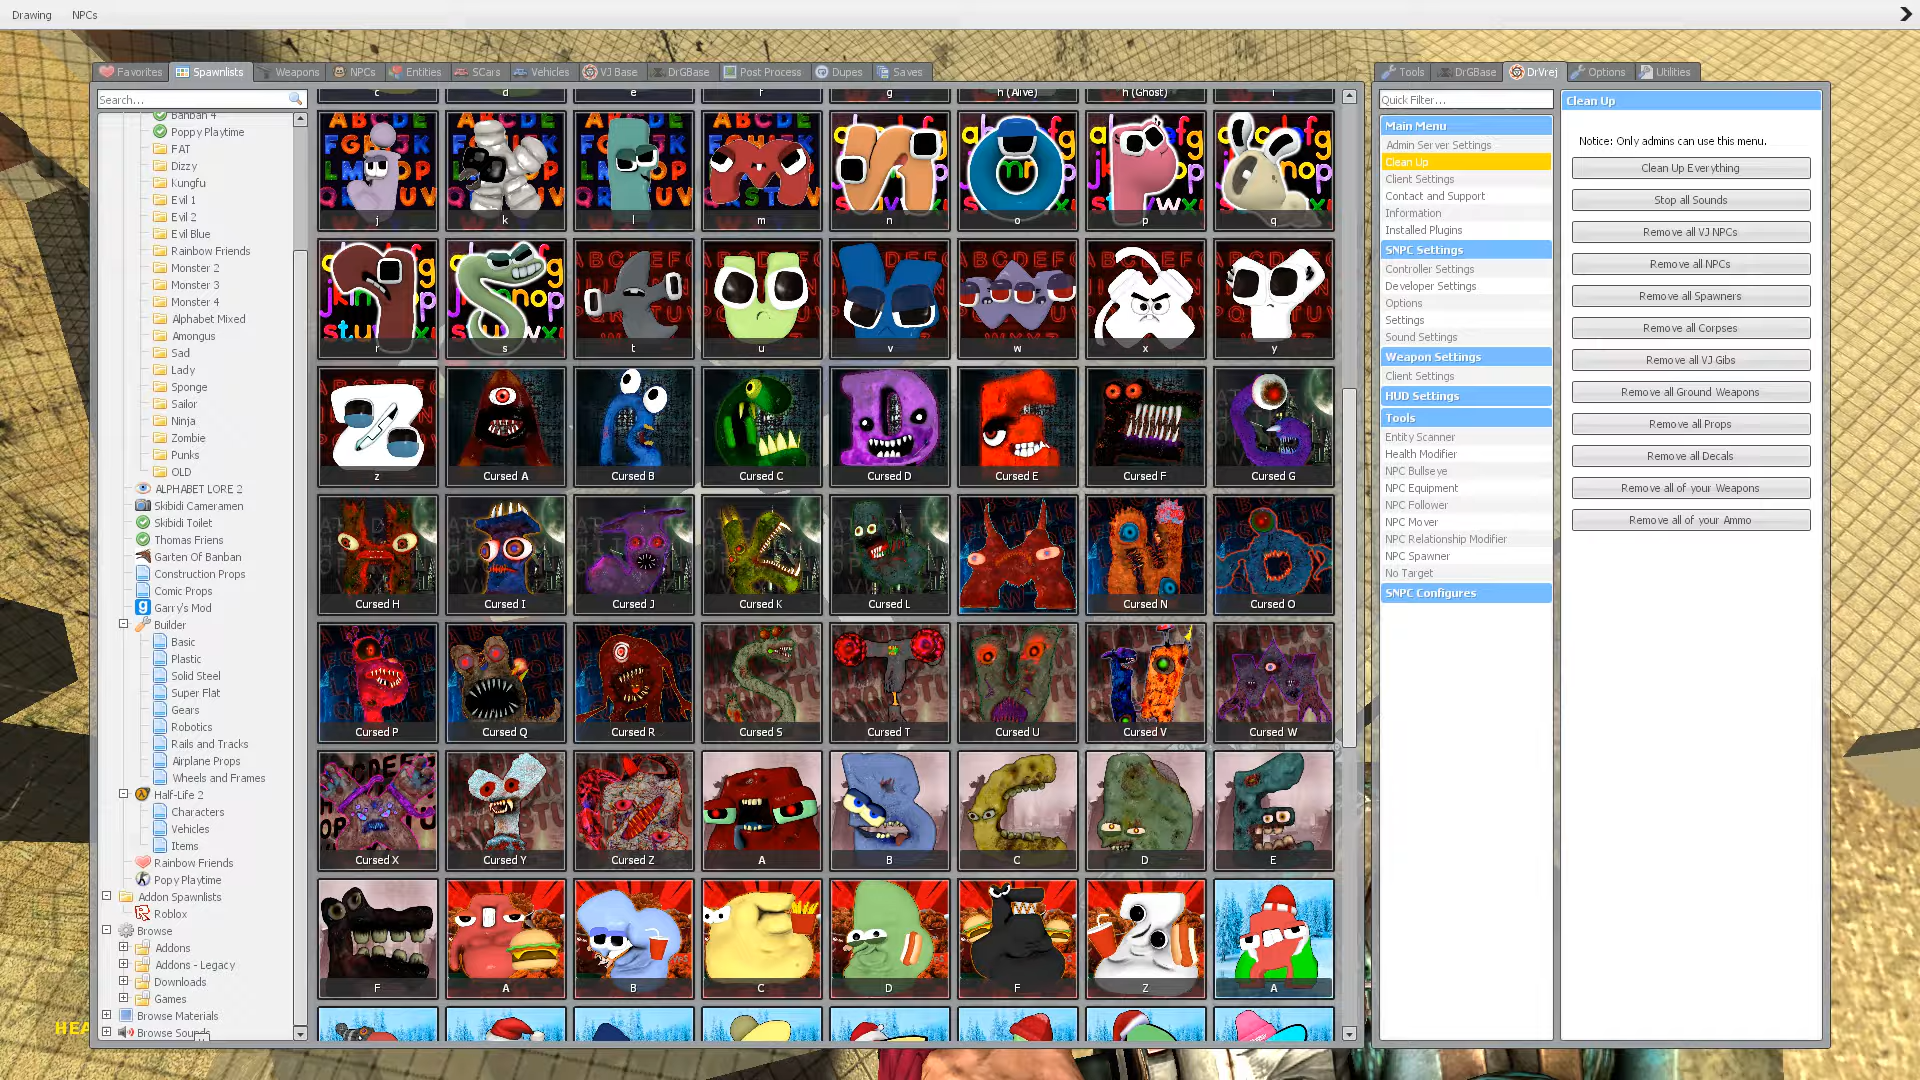 Drawing NPCs
Favorites Spawnlists Weapons NPCs Entities SCars Vehicles VJ Base DrGBase Post Process Dupes Saves
Search...
Banban 4
Poppy Playtime
FAT
Dizzy
Kungfu
Evil 1
Evil 2
Evil Blue
Rainbow Friends
Monster 2
Monster 3
Monster 4
Alphabet Mixed
Amongus
Sad
Lady
Sponge
Sailor
Ninja
Zombie
Punks
OLD
ALPHABET LORE 2
Skibidi Cameramen
Skibidi Toilet
Thomas Friens
Garten Of Banban
Construction Props
Comic Props
Garry's Mod
Builder
Basic
Plastic
Solid Steel
Super Flat
Gears
Robotics
Rails and Tracks
Airplane Props
Wheels and Frames
Half-Life 2
Characters
Vehicles
Items
Rainbow Friends
Popy Playtime
Addon Spawnlists
Roblox
Browse
Addons
Addons - Legacy
Downloads
Games
Browse Materials
Browse Sounds
HEA
c d e f g h (Alive) h (Ghost) i
j k l m n o p q
r s t u v w x y
z Cursed A Cursed B Cursed C Cursed D Cursed E Cursed F Cursed G
Cursed H Cursed I Cursed J Cursed K Cursed L Cursed N Cursed O
Cursed P Cursed Q Cursed R Cursed S Cursed T Cursed U Cursed V Cursed W
Cursed X Cursed Y Cursed Z A B C D E
F A B C D F Z A
Tools DrGBase DrVrej Options Utilities
Quick Filter...
Main Menu
Admin Server Settings
Clean Up
Client Settings
Contact and Support
Information
Installed Plugins
SNPC Settings
Controller Settings
Developer Settings
Options
Settings
Sound Settings
Weapon Settings
Client Settings
HUD Settings
Tools
Entity Scanner
Health Modifier
NPC Bullseye
NPC Equipment
NPC Follower
NPC Mover
NPC Relationship Modifier
NPC Spawner
No Target
SNPC Configures
Clean Up
Notice: Only admins can use this menu.
Clean Up Everything
Stop all Sounds
Remove all VJ NPCs
Remove all NPCs
Remove all Spawners
Remove all Corpses
Remove all VJ Gibs
Remove all Ground Weapons
Remove all Props
Remove all Decals
Remove all of your Weapons
Remove all of your Ammo